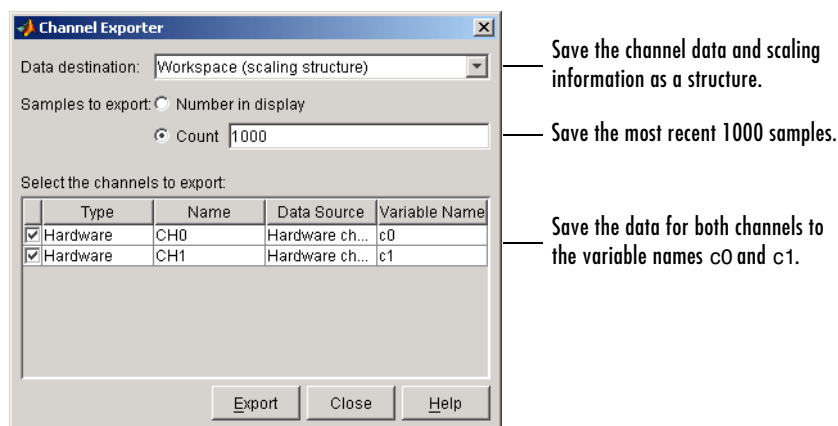 Channel Exporter
Data destination: Workspace (scaling structure)
Save the channel data and scaling
information as a structure.
Samples to export: Number in display
Count 1000
Save the most recent 1000 samples.
Select the channels to export:
Type Name Data Source Variable Name
Hardware CH0 Hardware ch... c0
Hardware CH1 Hardware ch... c1
Save the data for both channels to
the variable names c0 and c1.
Export Close Help